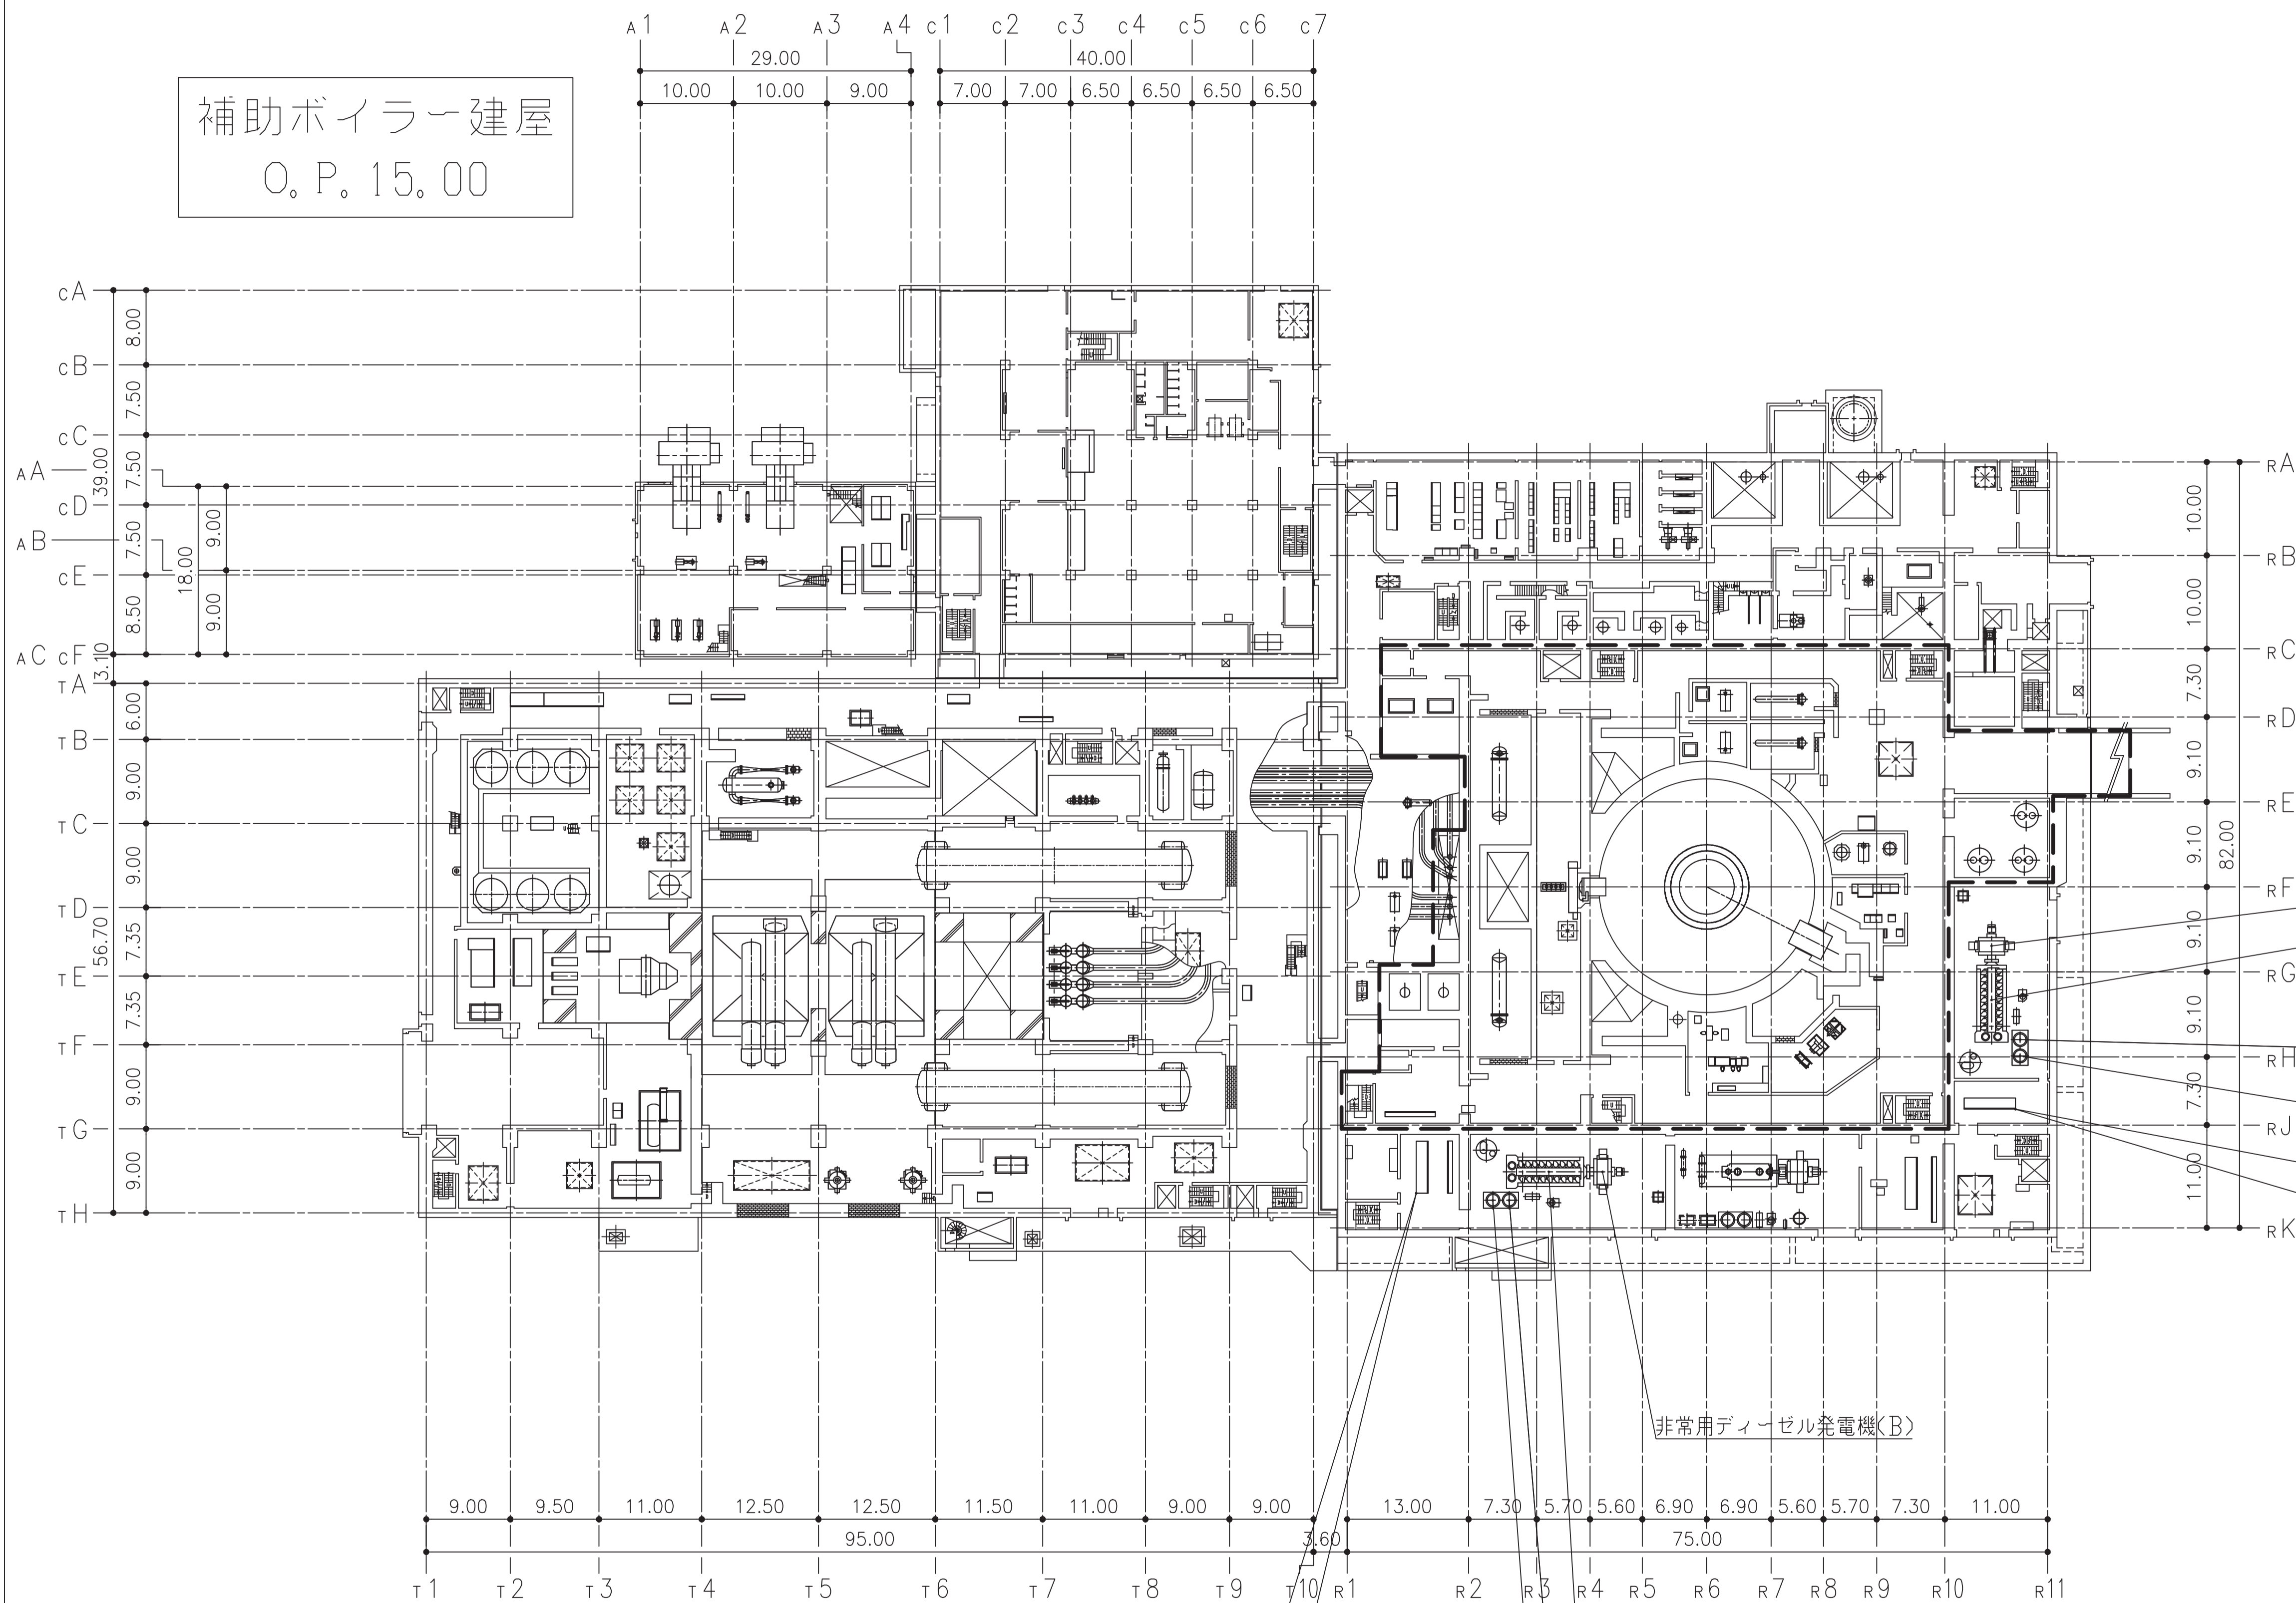 A1 A2 A3 A4 C1 C2 C3 C4 C5 C6 C7
29.00 40.00
10.00 10.00 9.00 7.00 7.00 6.50 6.50 6.50 6.50
補助ボイラー建屋
O.P.15.00
CA
8.00
CB
7.50
CC
AA
39.00
7.50
CD
AB
7.50
9.00
18.00
CE
8.50
9.00
AC CF
3.10
TA
6.00
TB
9.00
TC
9.00
TD
7.35
56.70
TE
7.35
TF
9.00
TG
9.00
TH
RA
10.00
RB
10.00
RC
7.30
RD
9.10
RE
9.10
82.00
RF
9.10
RG
9.10
RH
7.30
RJ
11.00
RK
非常用ディーゼル発電機(B)
9.00 9.50 11.00 12.50 12.50 11.50 11.00 9.00 9.00 13.00 7.30 5.70 5.60 6.90 6.90 5.60 5.70 7.30 11.00
95.00 3.60 75.00
T1 T2 T3 T4 T5 T6 T7 T8 T9 T10 R1 R2 R3 R4 R5 R6 R7 R8 R9 R10 R11